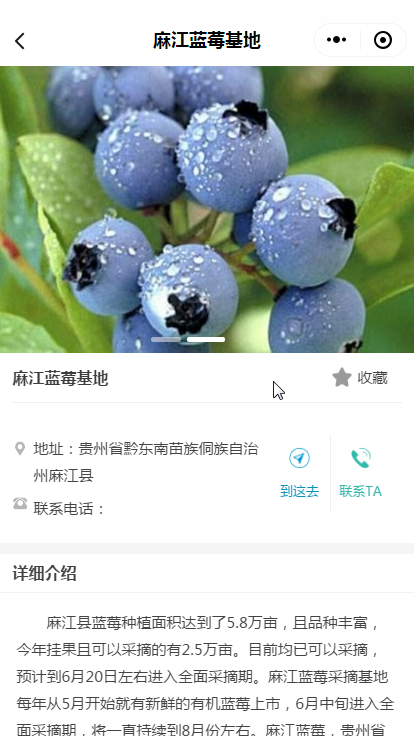 麻江蓝莓基地
麻江蓝莓基地
收藏
地址：贵州省黔东南苗族侗族自治
州麻江县
联系电话：
到这去
联系TA
详细介绍
麻江县蓝莓种植面积达到了5.8万亩，且品种丰富，
今年挂果且可以采摘的有2.5万亩。目前均已可以采摘，
预计到6月20日左右进入全面采摘期。麻江蓝莓采摘基地
每年从5月开始就有新鲜的有机蓝莓上市，6月中旬进入全
面采摘期，将一直持续到8月份左右。麻江蓝莓，贵州省